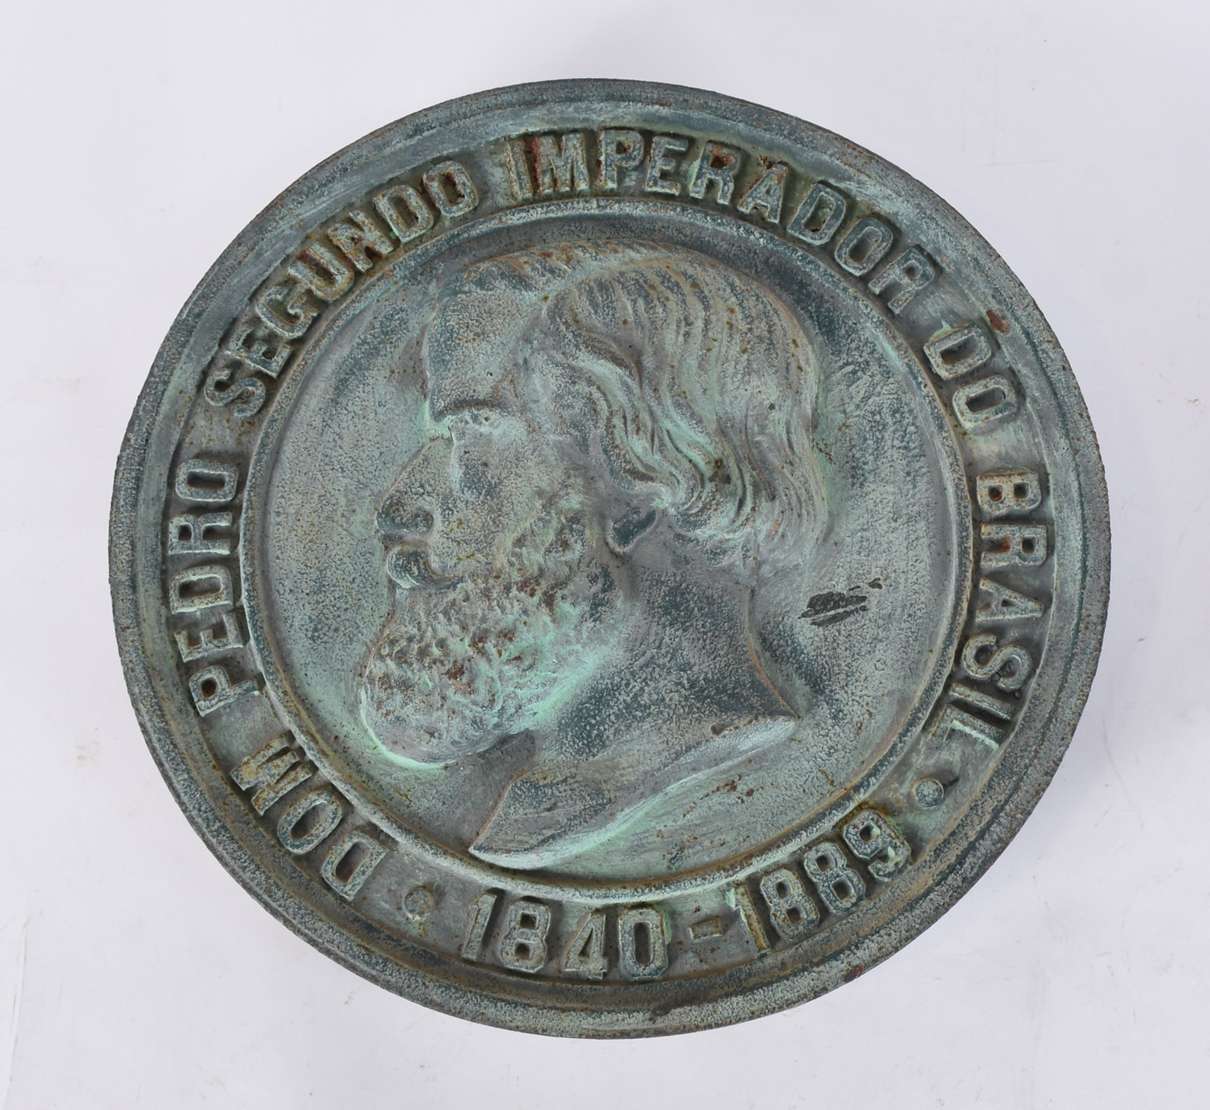 DOM PEDRO SEGUNDO IMPERADOR DO BRASIL
1840-1889